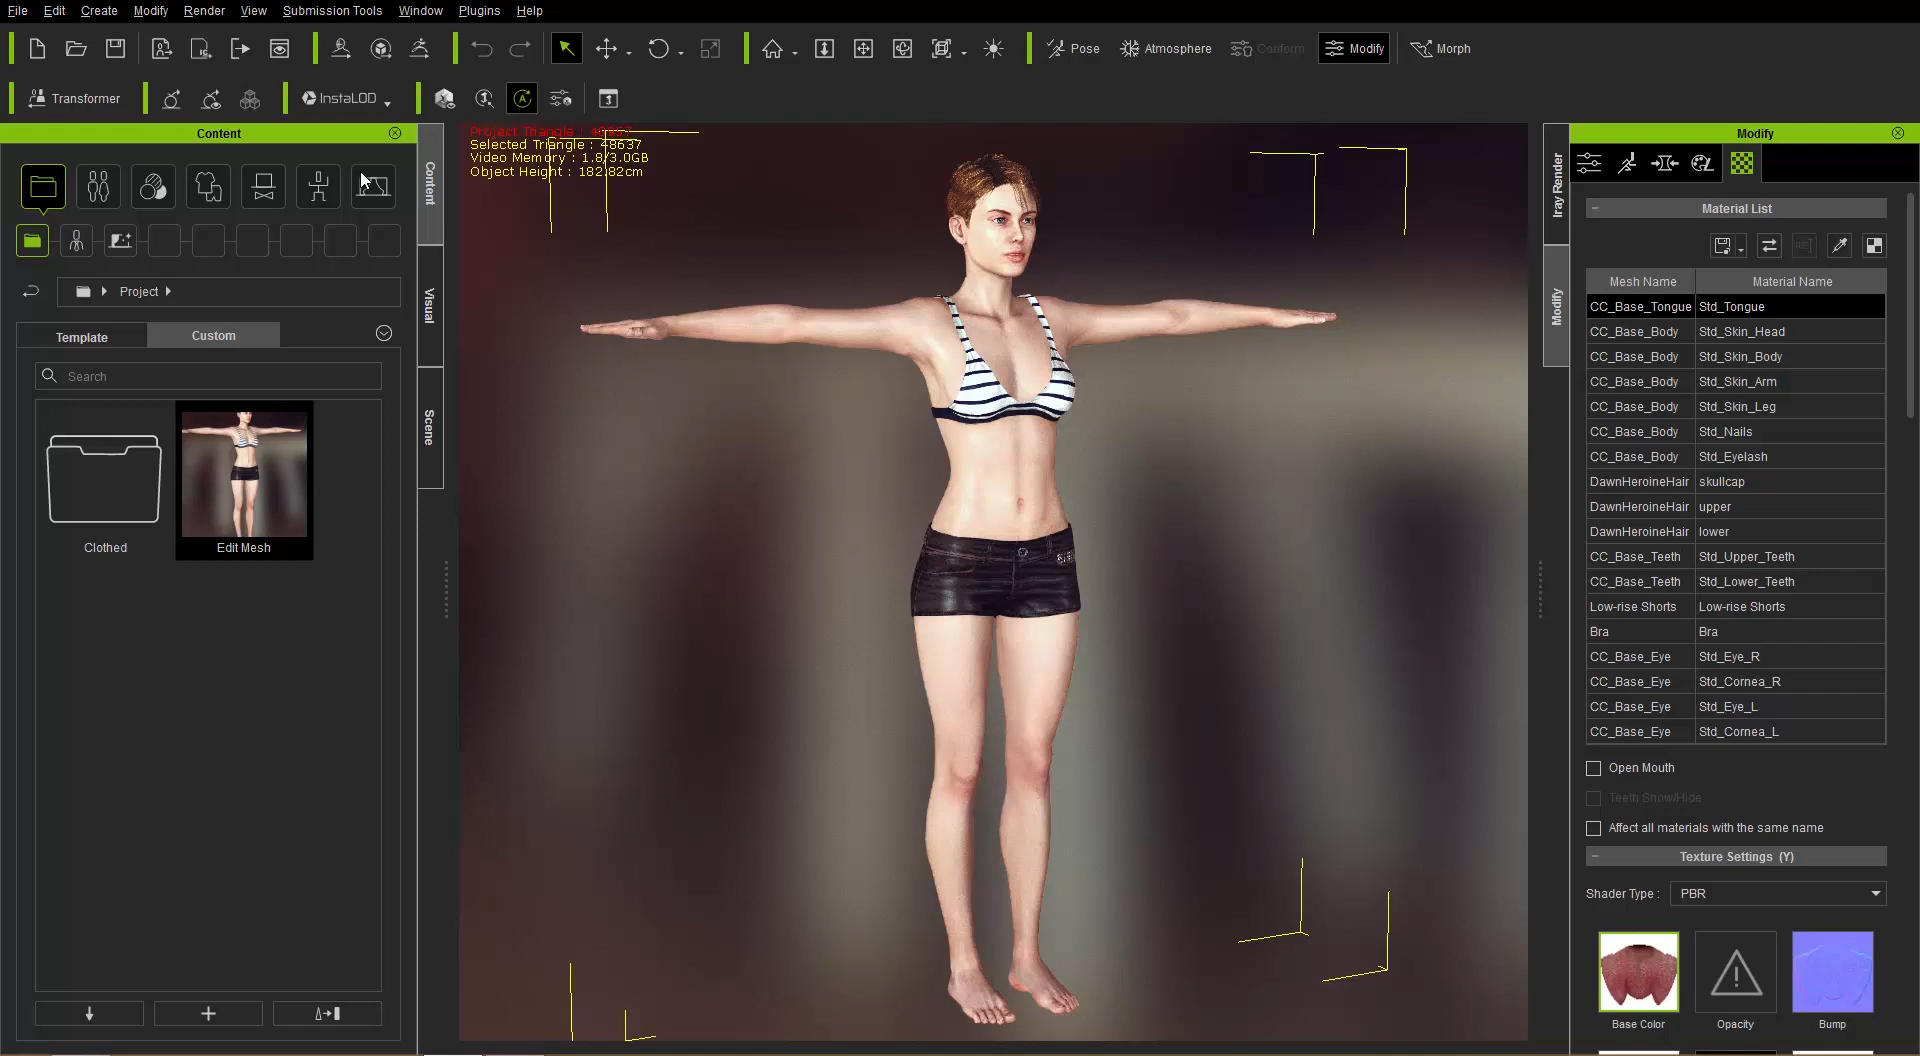 File Edit Create Modify Render View Submission Tools Window Plugins Help
Pose Atmosphere Conform Modify Morph
Transformer InstaLOD
Content
Content
Visual
Scene
Project
Template Custom
Search
Clothed Edit Mesh
Project Triangle : 48637
Selected Triangle : 48637
Video Memory : 1.8/3.0GB
Object Height : 182.82cm
Iray Render
Modify
Modify
Material List
Mesh Name Material Name
CC_Base_Tongue Std_Tongue
CC_Base_Body Std_Skin_Head
CC_Base_Body Std_Skin_Body
CC_Base_Body Std_Skin_Arm
CC_Base_Body Std_Skin_Leg
CC_Base_Body Std_Nails
CC_Base_Body Std_Eyelash
DawnHeroineHair skullcap
DawnHeroineHair upper
DawnHeroineHair lower
CC_Base_Teeth Std_Upper_Teeth
CC_Base_Teeth Std_Lower_Teeth
Low-rise Shorts Low-rise Shorts
Bra Bra
CC_Base_Eye Std_Eye_R
CC_Base_Eye Std_Cornea_R
CC_Base_Eye Std_Eye_L
CC_Base_Eye Std_Cornea_L
Open Mouth
Teeth Show/Hide
Affect all materials with the same name
Texture Settings (Y)
Shader Type : PBR
Base Color Opacity Bump